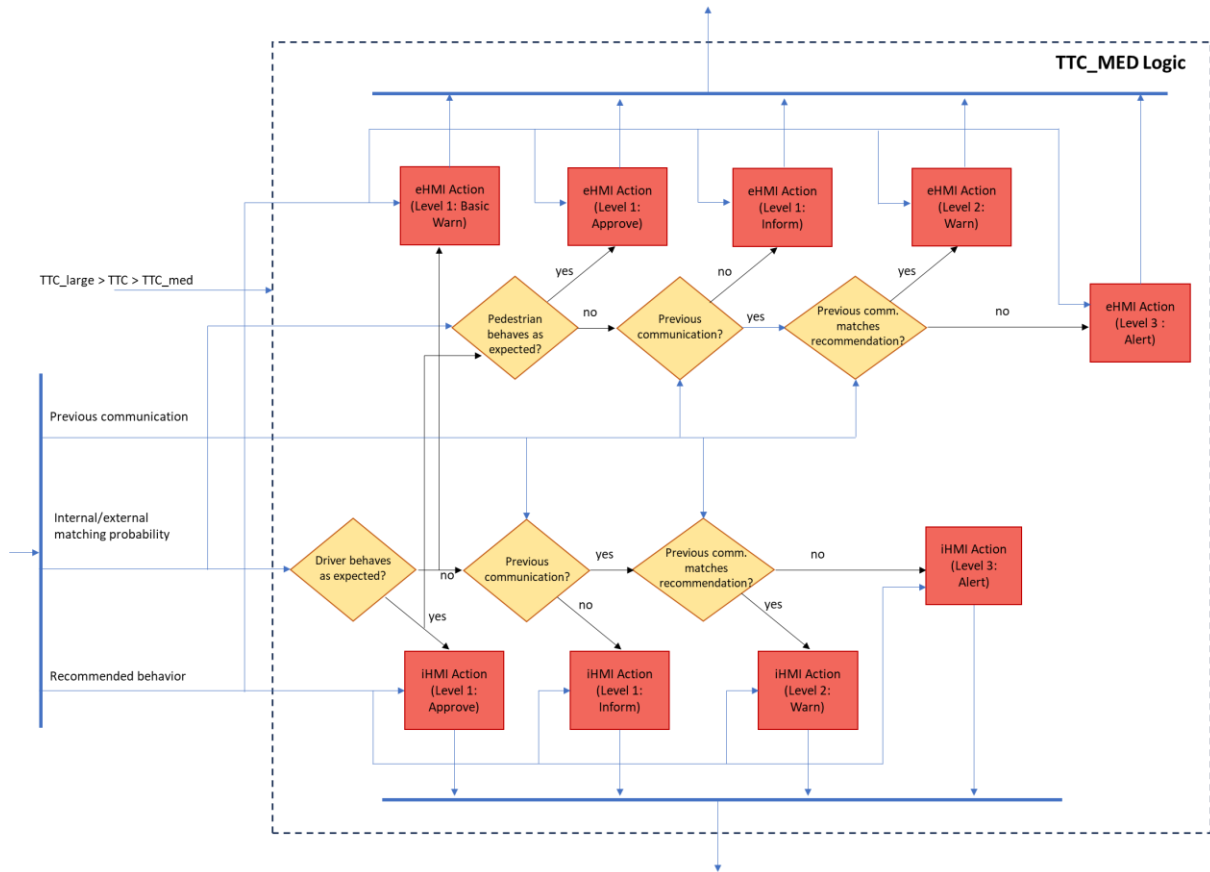 TTC_MED Logic
eHMI Action
(Level 1: Basic
Warn)
eHMI Action
(Level 1:
Approve)
eHMI Action
(Level 1:
Inform)
eHMI Action
(Level 2:
Warn)
TTC_large > TTC > TTC_med
yes
no
yes
eHMI Action
(Level 3 :
Alert)
Pedestrian
behaves as
expected?
no
Previous
communication?
yes
Previous comm.
matches
recommendation?
no
Previous communication
Internal/external
matching probability
Driver behaves
as expected?
no
Previous
communication?
yes
Previous comm.
matches
recommendation?
no
iHMI Action
(Level 3:
Alert)
yes
no
yes
Recommended behavior
iHMI Action
(Level 1:
Approve)
iHMI Action
(Level 1:
Inform)
iHMI Action
(Level 2:
Warn)